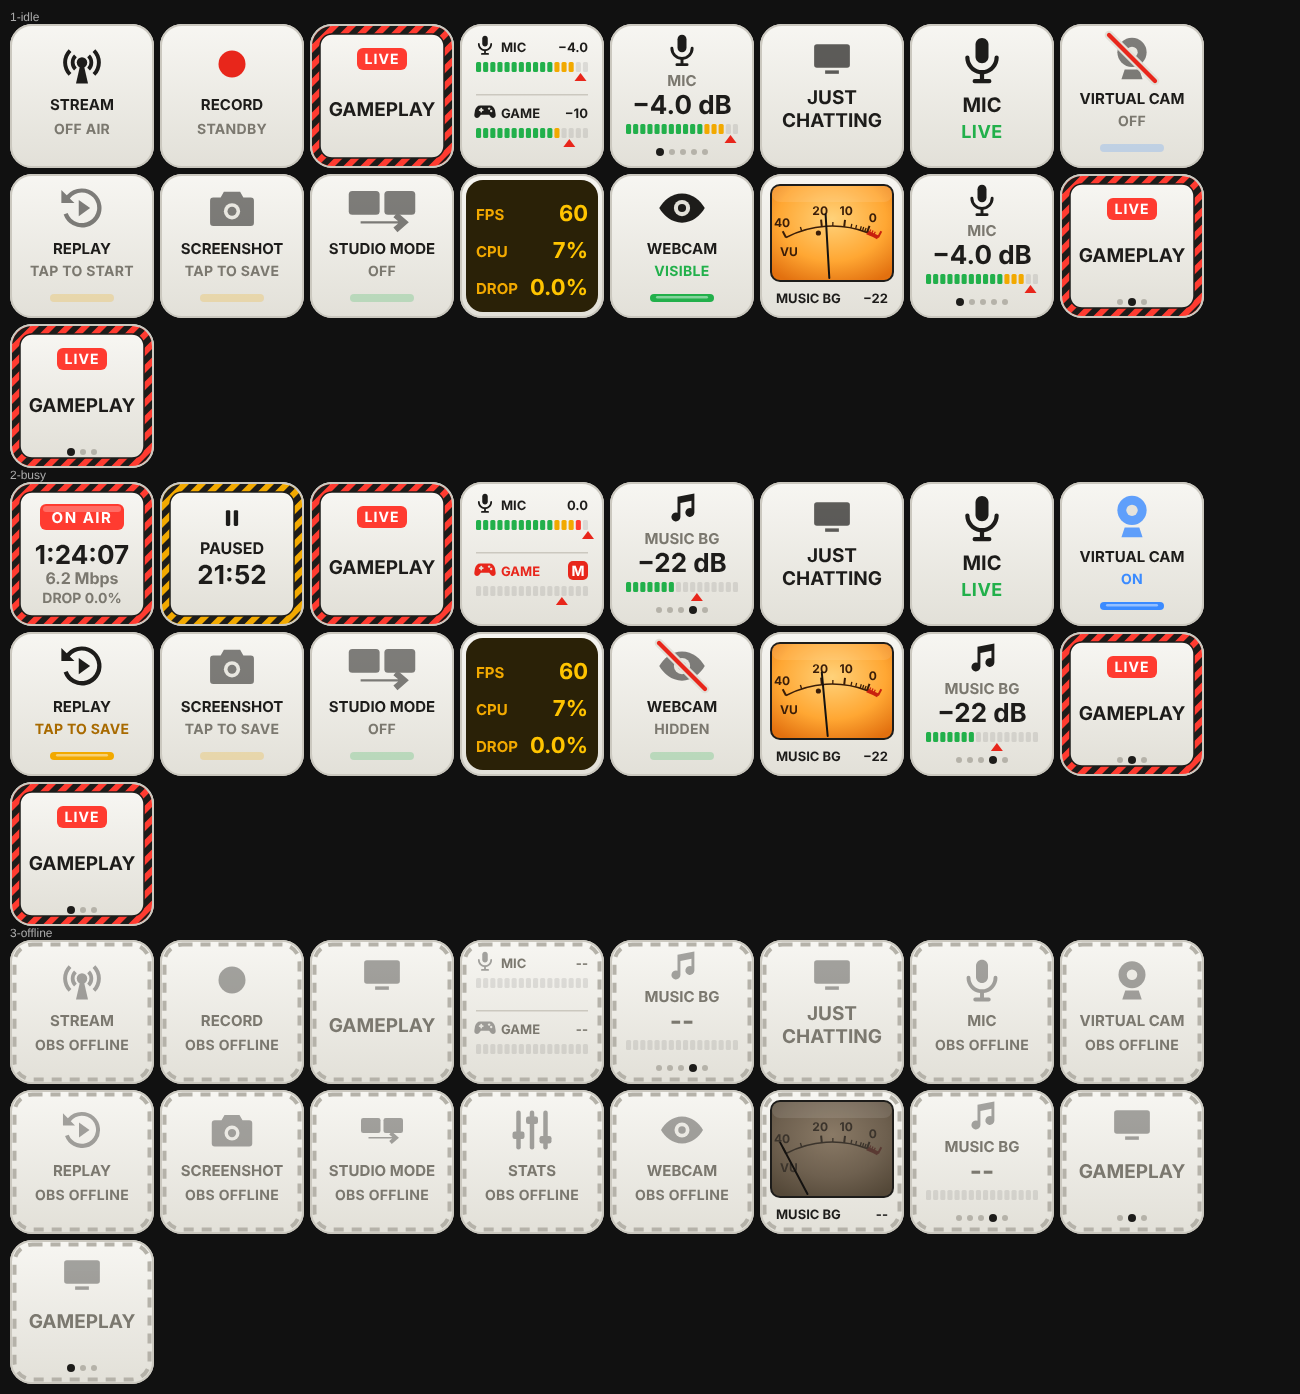 1-idle
STREAM
OFF AIR
RECORD
STANDBY
LIVE
GAMEPLAY
MIC −4.0
GAME −10
MIC
−4.0 dB
JUST
CHATTING
MIC
LIVE
VIRTUAL CAM
OFF
REPLAY
TAP TO START
SCREENSHOT
TAP TO SAVE
STUDIO MODE
OFF
FPS 60
CPU 7%
DROP 0.0%
WEBCAM
VISIBLE
40 20 10 0
VU
MUSIC BG −22
MIC
−4.0 dB
LIVE
GAMEPLAY
LIVE
GAMEPLAY
2-busy
ON AIR
1:24:07
6.2 Mbps
DROP 0.0%
PAUSED
21:52
LIVE
GAMEPLAY
MIC 0.0
GAME M
MUSIC BG
−22 dB
JUST
CHATTING
MIC
LIVE
VIRTUAL CAM
ON
REPLAY
TAP TO SAVE
SCREENSHOT
TAP TO SAVE
STUDIO MODE
OFF
FPS 60
CPU 7%
DROP 0.0%
WEBCAM
HIDDEN
40 20 10 0
VU
MUSIC BG −22
MUSIC BG
−22 dB
LIVE
GAMEPLAY
LIVE
GAMEPLAY
3-offline
STREAM
OBS OFFLINE
RECORD
OBS OFFLINE
GAMEPLAY
MIC --
GAME --
MUSIC BG
--
JUST
CHATTING
MIC
OBS OFFLINE
VIRTUAL CAM
OBS OFFLINE
REPLAY
OBS OFFLINE
SCREENSHOT
OBS OFFLINE
STUDIO MODE
OBS OFFLINE
STATS
OBS OFFLINE
WEBCAM
OBS OFFLINE
40 20 10 0
VU
MUSIC BG --
MUSIC BG
--
GAMEPLAY
GAMEPLAY